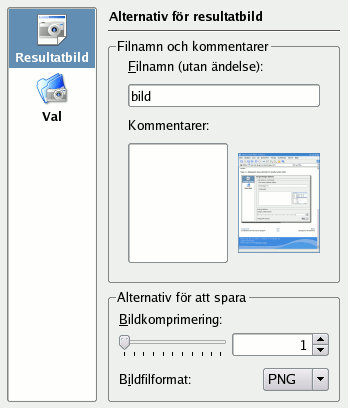 Resultatbild
Val
Alternativ för resultatbild
Filnamn och kommentarer
Filnamn (utan ändelse):
bild
Kommentarer:
Alternativ för att spara
Bildkomprimering:
1
Bildfilformat:
PNG